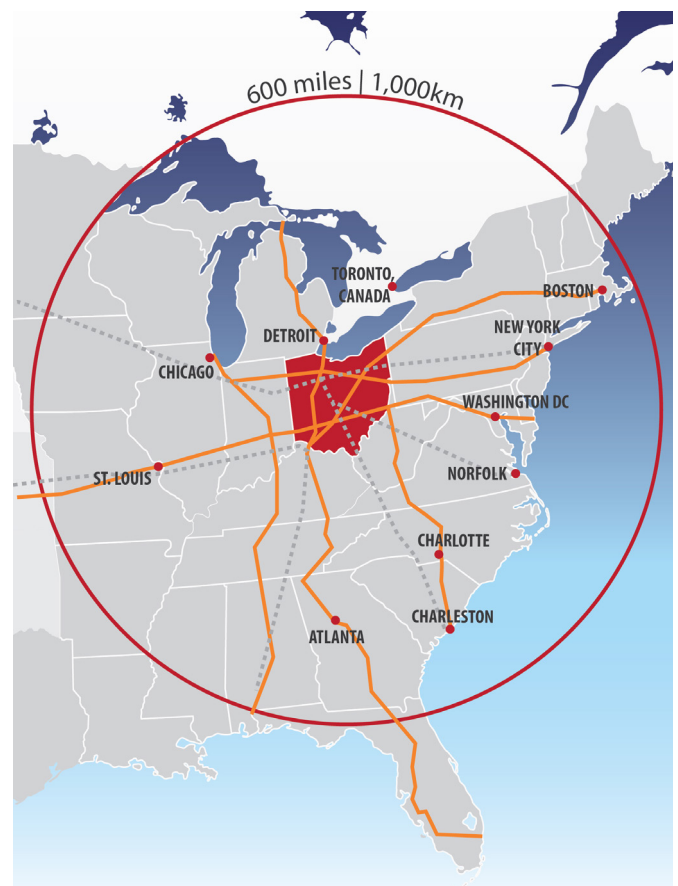 600 miles | 1,000km
TORONTO,
CANADA
BOSTON
DETROIT
NEW YORK
CITY
CHICAGO
WASHINGTON DC
ST. LOUIS
NORFOLK
CHARLOTTE
CHARLESTON
ATLANTA